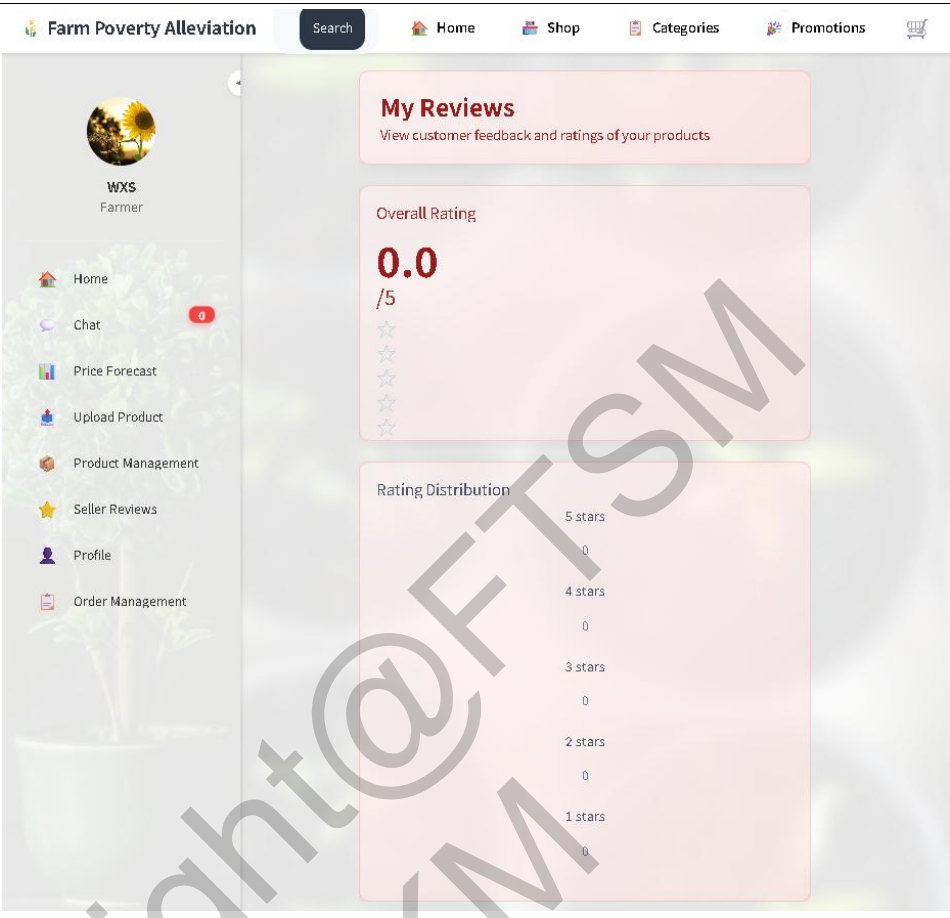 Farm Poverty Alleviation
Search
Home
Shop
Categories
Promotions
WXS
Farmer
Home
Chat
0
Price Forecast
Upload Product
Product Management
Seller Reviews
Profile
Order Management
My Reviews
View customer feedback and ratings of your products
Overall Rating
0.0
/5
Rating Distribution
5 stars
0
4 stars
0
3 stars
0
2 stars
0
1 stars
0
ght@FTSM